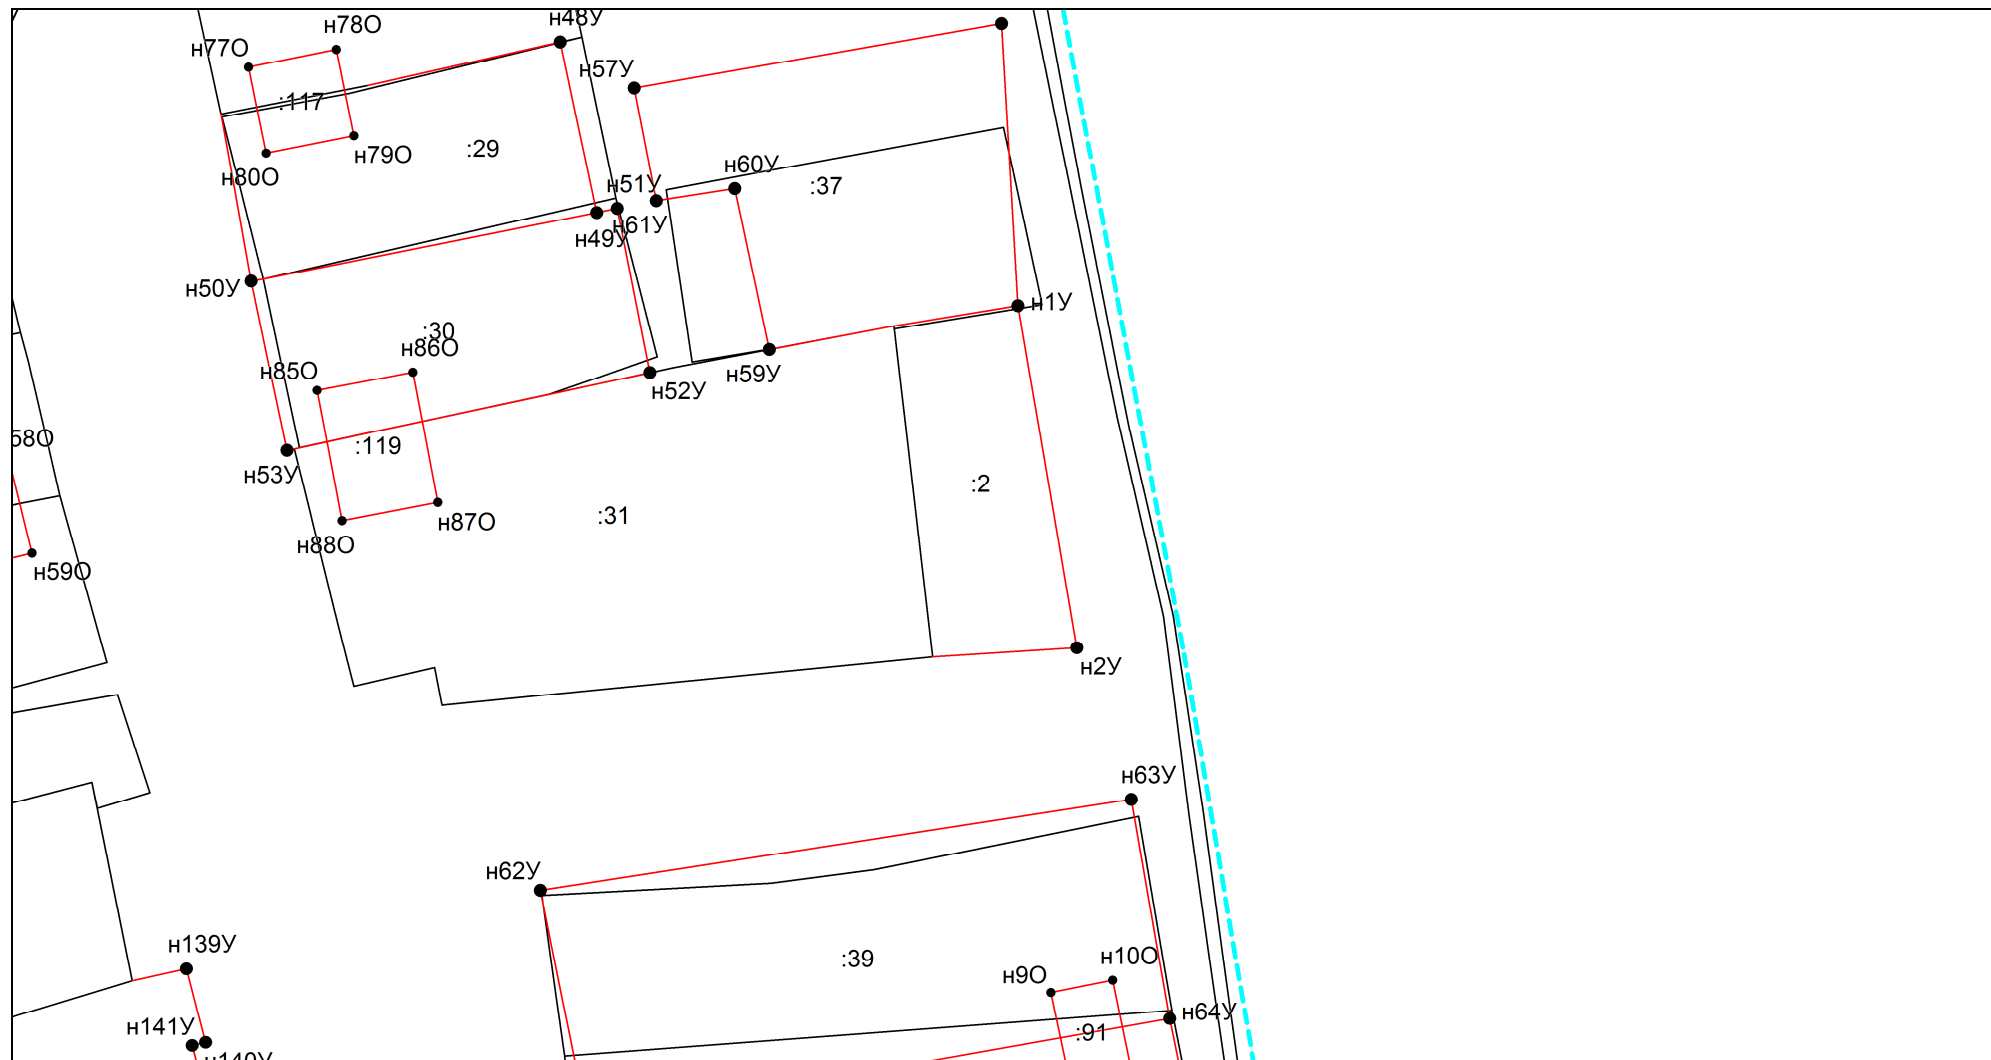 н48У
н78О
н77О
н57У
:117
:29
н79О
н60У
н80О
н51У
:37
н61У
н49У
н50У
н1У
:30
н86О
н85О
н59У
н52У
58О
:119
н53У
:2
:31
н87О
н88О
н59О
н2У
н63У
н62У
н139У
:39
н10О
н9О
н64У
н141У
:91
н140У